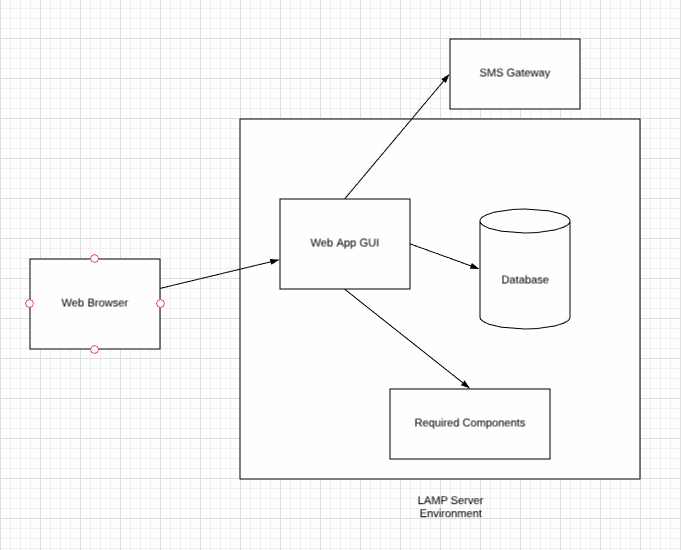 SMS Gateway
Web App GUI
Database
Web Browser
Required Components
LAMP Server
Environment